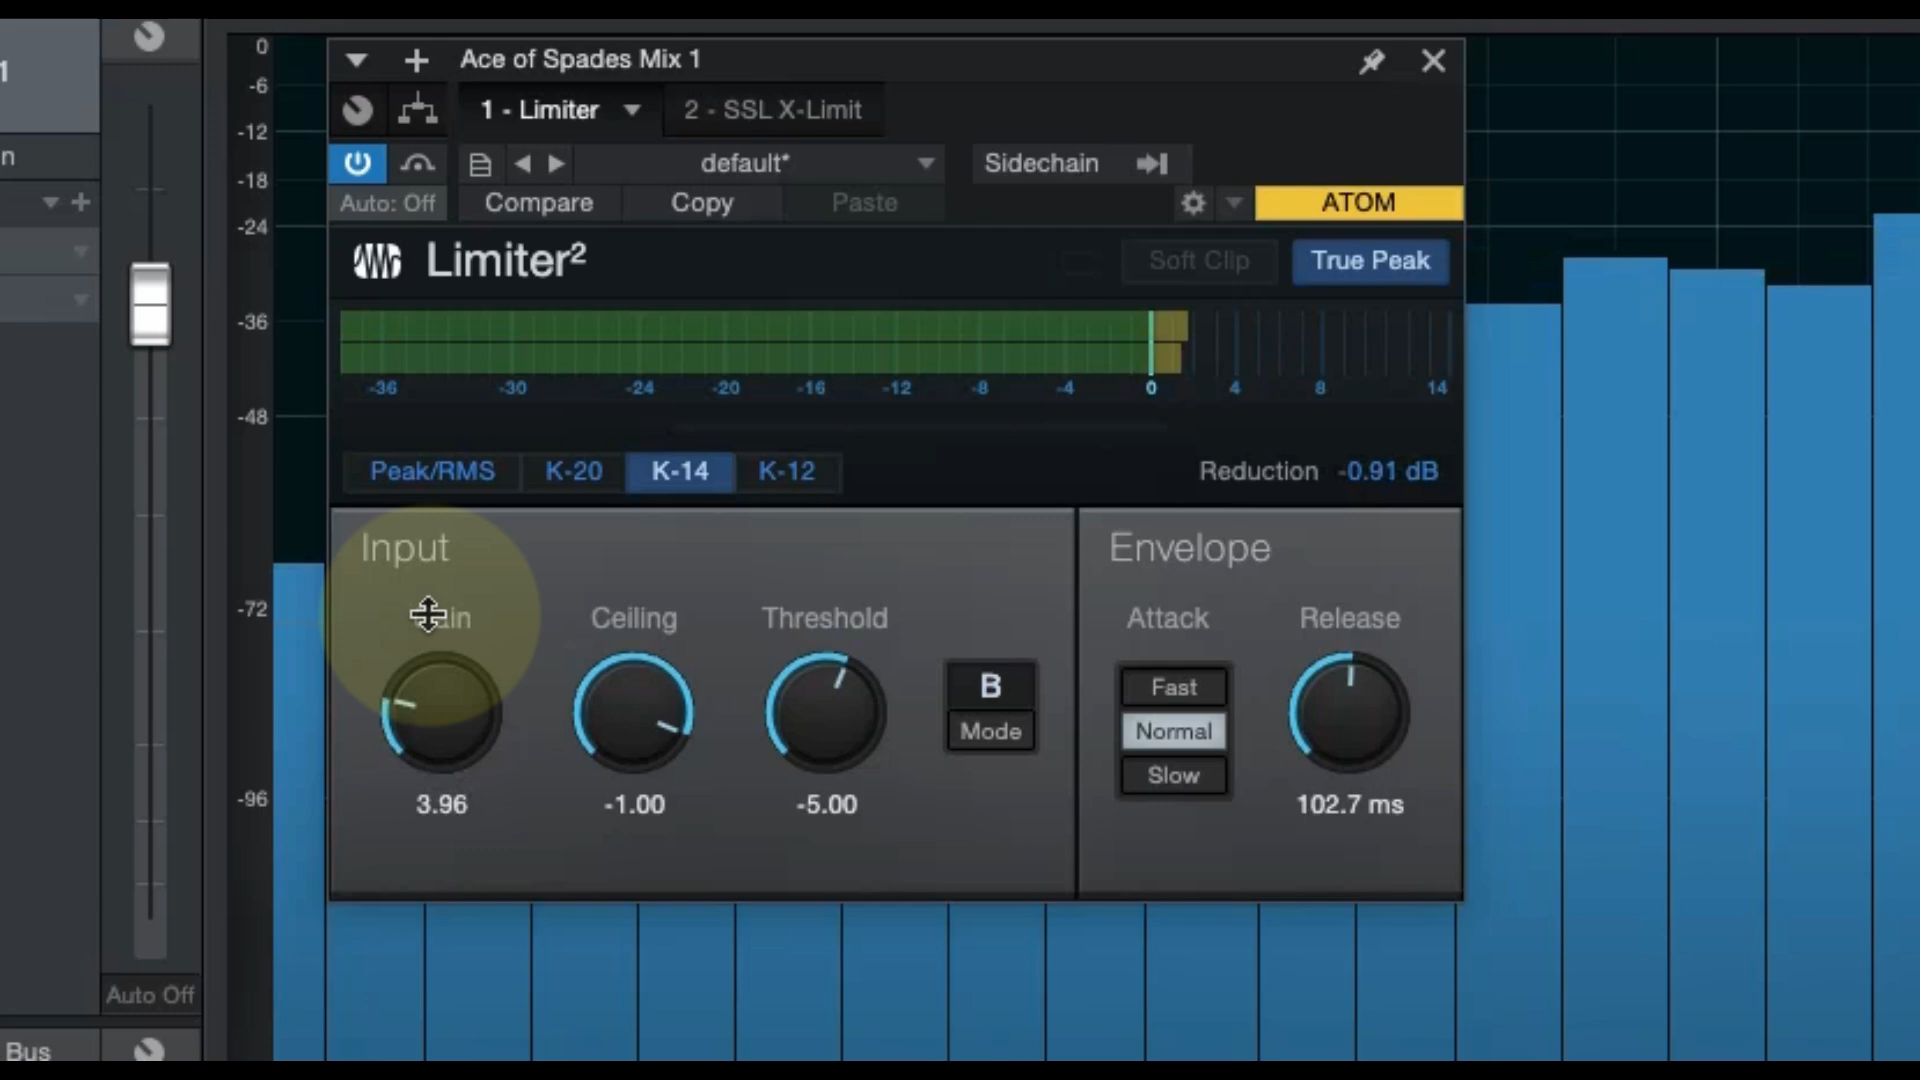 Ace of Spades Mix 1
1
0
-6
-12
-18
-24
-36
-48
-72
-96
1 - Limiter
2 - SSL X-Limit
n
default*
Sidechain
Auto: Off
Compare
Copy
Paste
ATOM
Limiter²
Soft Clip
True Peak
-36 -30 -24 -20 -16 -12 -8 -4 0 4 8 14
Peak/RMS
K-20
K-14
K-12
Reduction -0.91 dB
Input
Envelope
Ceiling
Threshold
Attack
Release
B
Mode
Fast
Normal
Slow
3.96
-1.00
-5.00
102.7 ms
Auto Off
Bus